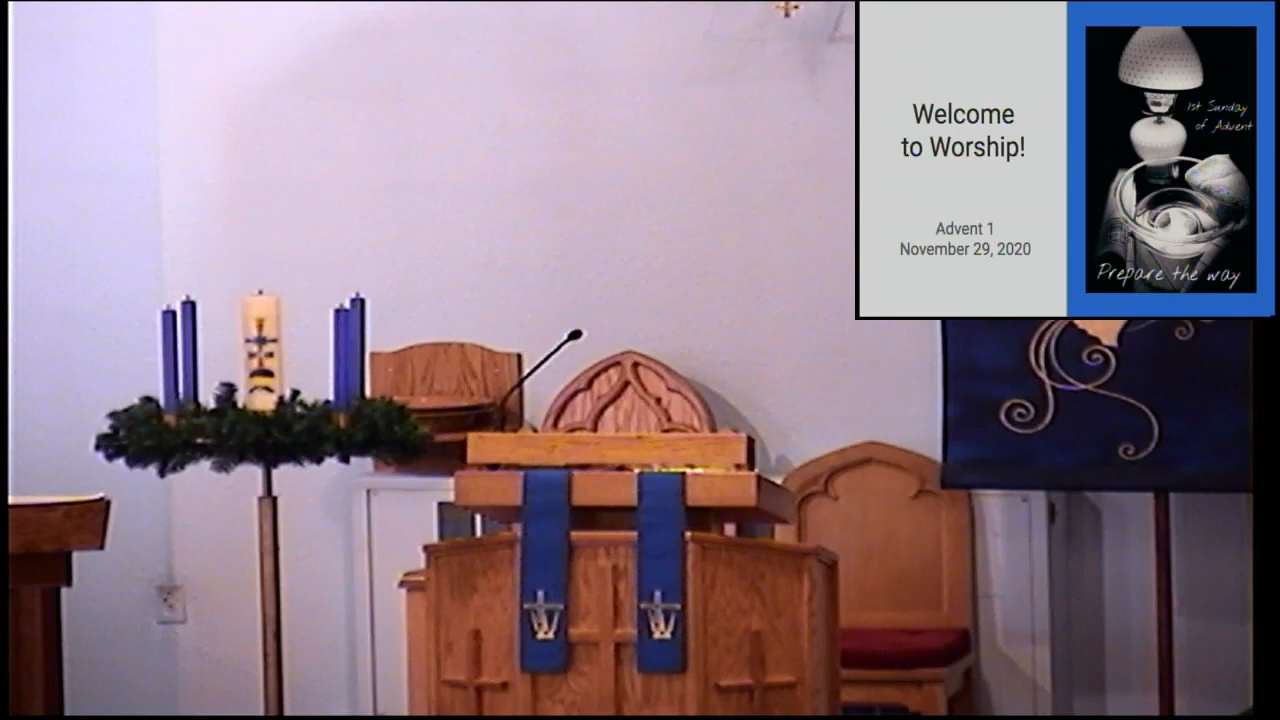 Welcome
to Worship!
Advent 1
November 29, 2020
1st Sunday
of Advent
Prepare the way